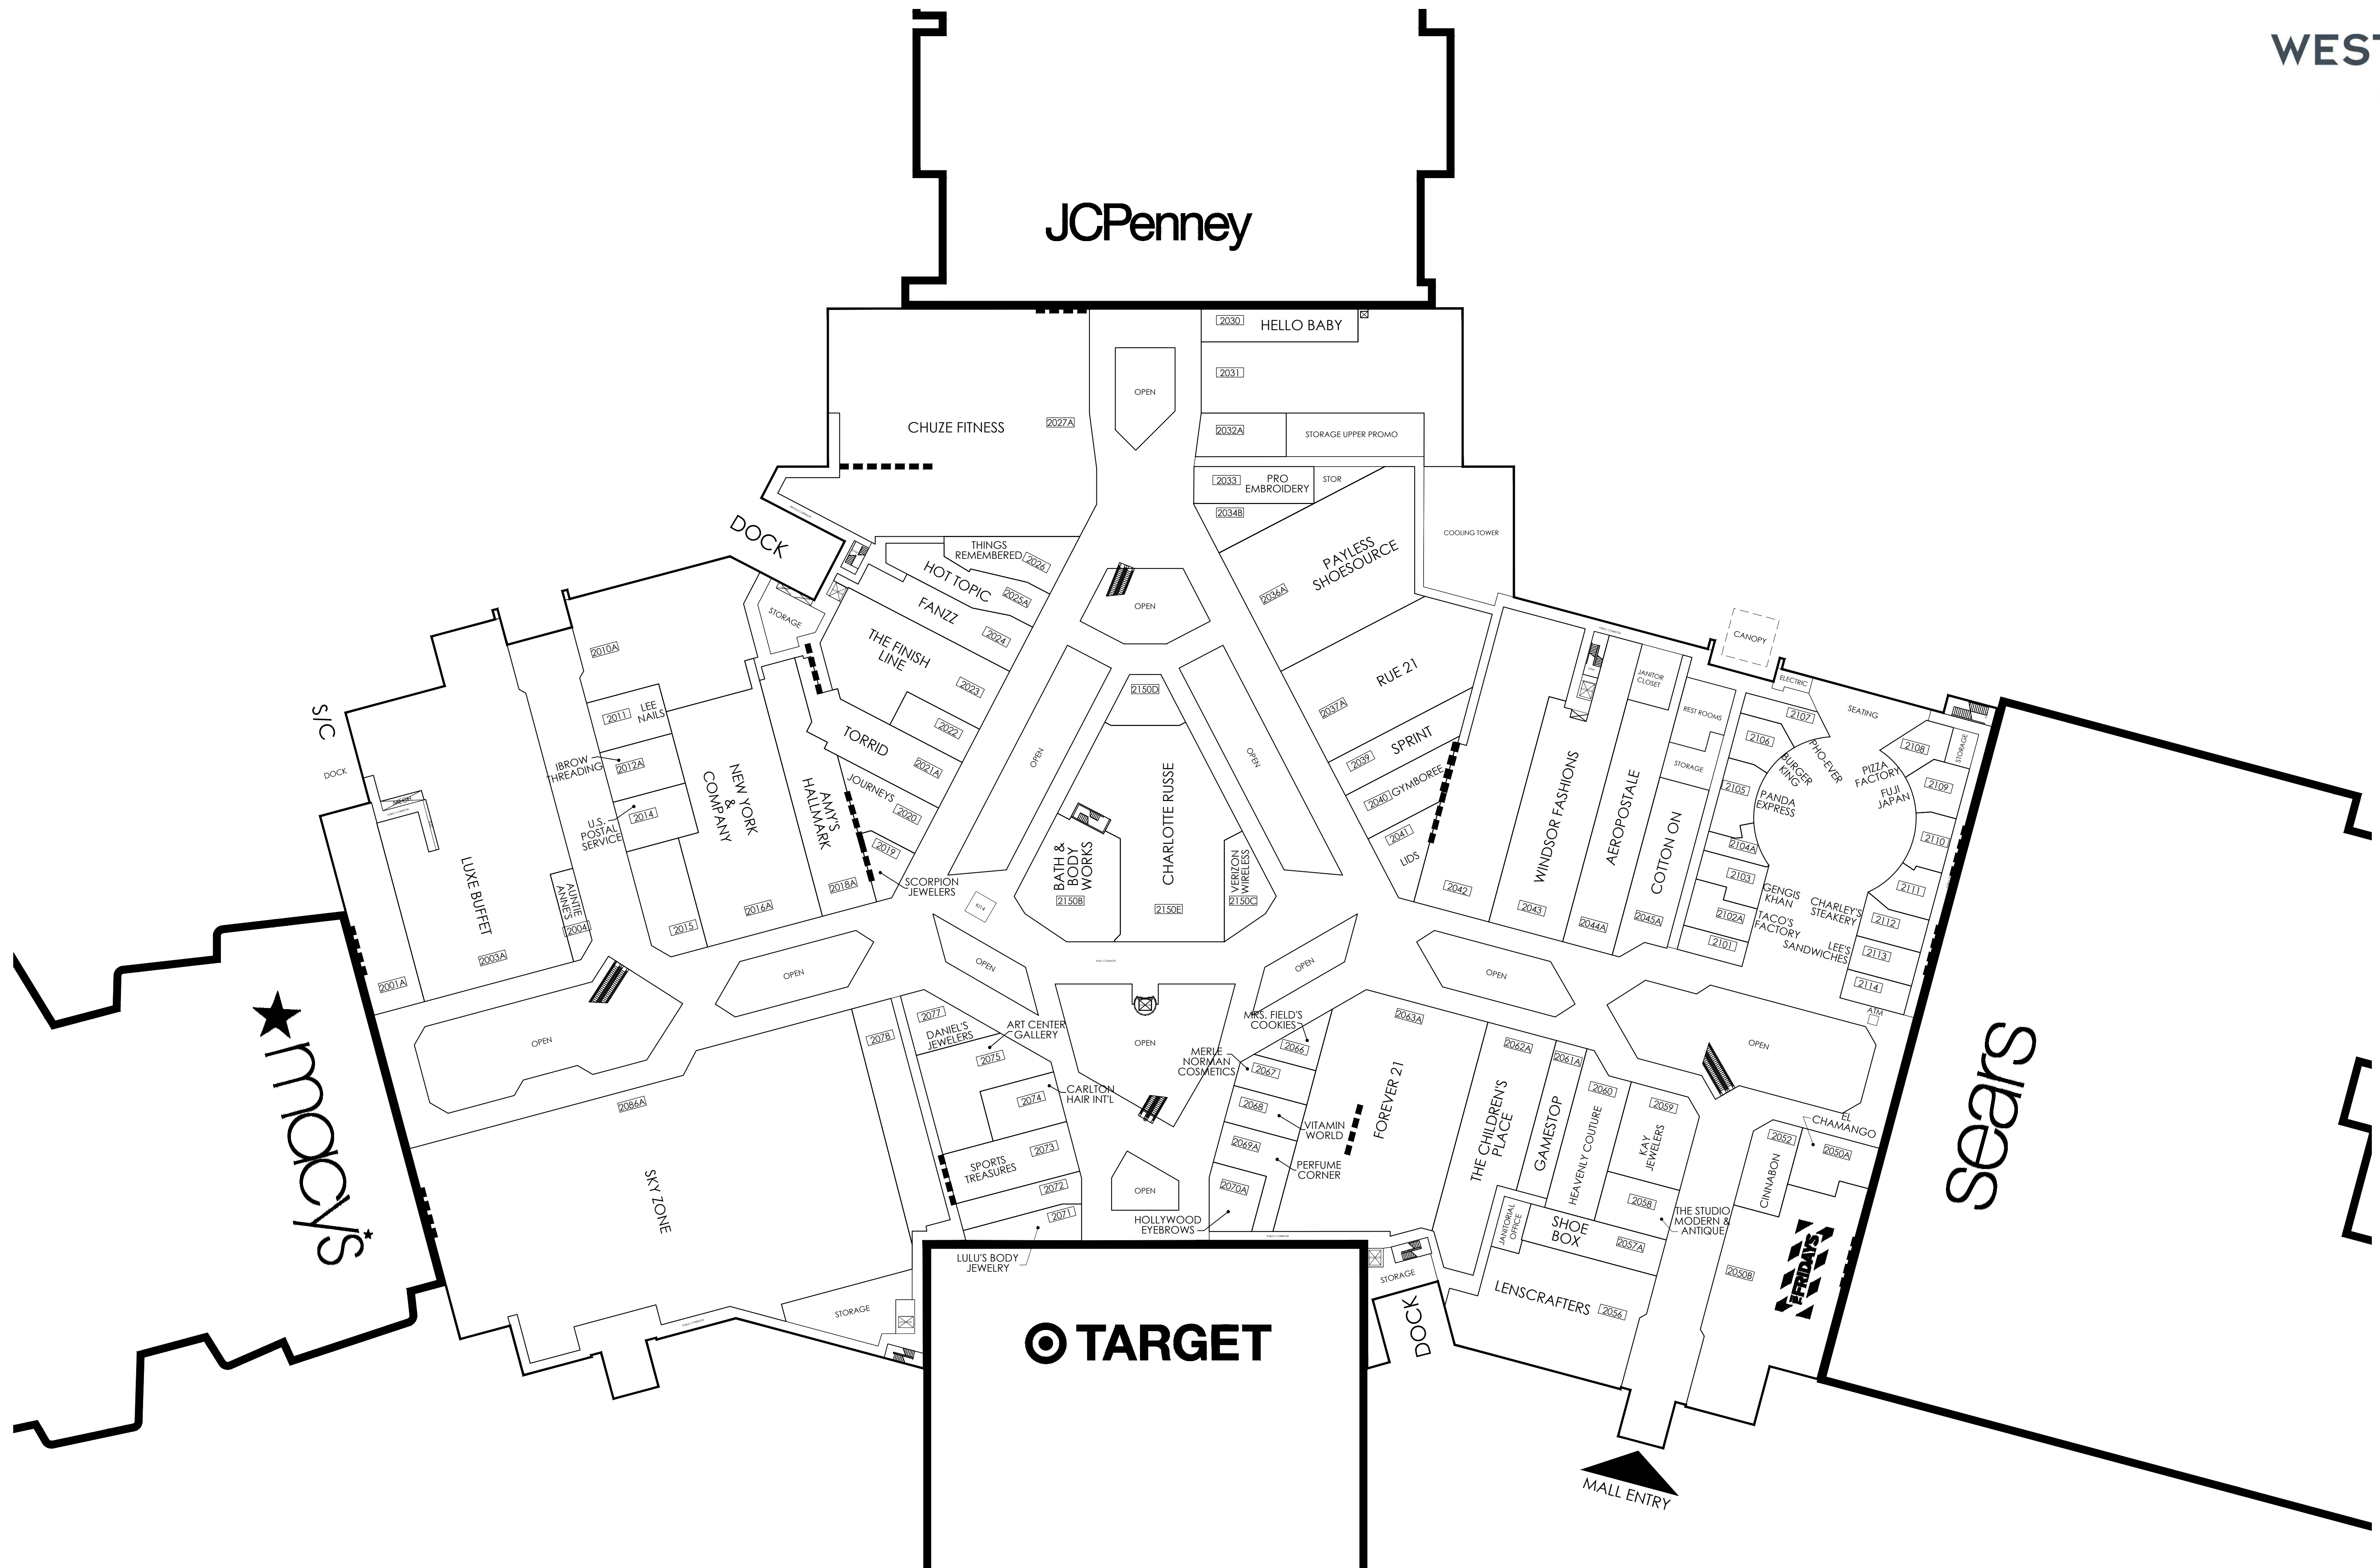 WEST
JCPenney
2030
HELLO BABY
2031
OPEN
CHUZE FITNESS
2027A
2032A
STORAGE UPPER PROMO
2033
PRO
EMBROIDERY
STOR
2034B
DOCK
COOLING TOWER
THINGS
REMEMBERED
2026
HOT TOPIC
2025A
FANZZ
2024
THE FINISH
LINE
2023
2022
TORRID
2021A
JOURNEYS
2020
2019
SCORPION
JEWELERS
OPEN
PAYLESS
SHOESOURCE
2036A
RUE 21
2037A
SPRINT
2039
GYMBOREE
2040
2041
LIDS
2042
STORAGE
2010A
2011
LEE
NAILS
IBROW
THREADING
2012A
U.S.
POSTAL
SERVICE
2014
2015
NEW YORK
&
COMPANY
2016A
AMY'S
HALLMARK
2018A
S/C
DOCK
LUXE BUFFET
2003A
AUNTIE
ANNE'S
2004
2001A
2150D
OPEN
OPEN
CHARLOTTE RUSSE
2150E
BATH &
BODY
WORKS
2150B
VERIZON
WIRELESS
2150C
K014
WINDSOR FASHIONS
2043
AEROPOSTALE
2044A
JANITOR
CLOSET
COTTON ON
2045A
REST ROOMS
STORAGE
CANOPY
ELECTRIC
SEATING
2107
PHO-EVER
2106
BURGER
KING
2105
PANDA
EXPRESS
2104A
2103
GENGIS
KHAN
2102A
TACO'S
FACTORY
2101
2108
PIZZA
FACTORY
STORAGE
2109
FUJI
JAPAN
2110
2111
CHARLEY'S
STEAKERY
2112
LEE'S
SANDWICHES
2113
2114
ATM
macy's
OPEN
OPEN
OPEN
OPEN
OPEN
OPEN
OPEN
sears
2086A
SKY ZONE
2078
2077
DANIEL'S
JEWELERS
ART CENTER
GALLERY
2075
2074
CARLTON
HAIR INT'L
2073
SPORTS
TREASURES
2072
2071
LULU'S BODY
JEWELRY
STORAGE
OPEN
MRS. FIELD'S
COOKIES
2066
MERLE
NORMAN
COSMETICS
2067
2068
VITAMIN
WORLD
2069A
PERFUME
CORNER
2070A
HOLLYWOOD
EYEBROWS
2063A
FOREVER 21
2062A
THE CHILDREN'S
PLACE
2061A
GAMESTOP
2060
HEAVENLY COUTURE
2059
KAY
JEWELERS
2058
THE STUDIO
MODERN &
ANTIQUE
JANITORIAL
OFFICE
SHOE
BOX
2057A
LENSCRAFTERS
2056
2052
CINNABON
EL
CHAMANGO
2050A
2050B
FRIDAYS
STORAGE
DOCK
TARGET
MALL ENTRY